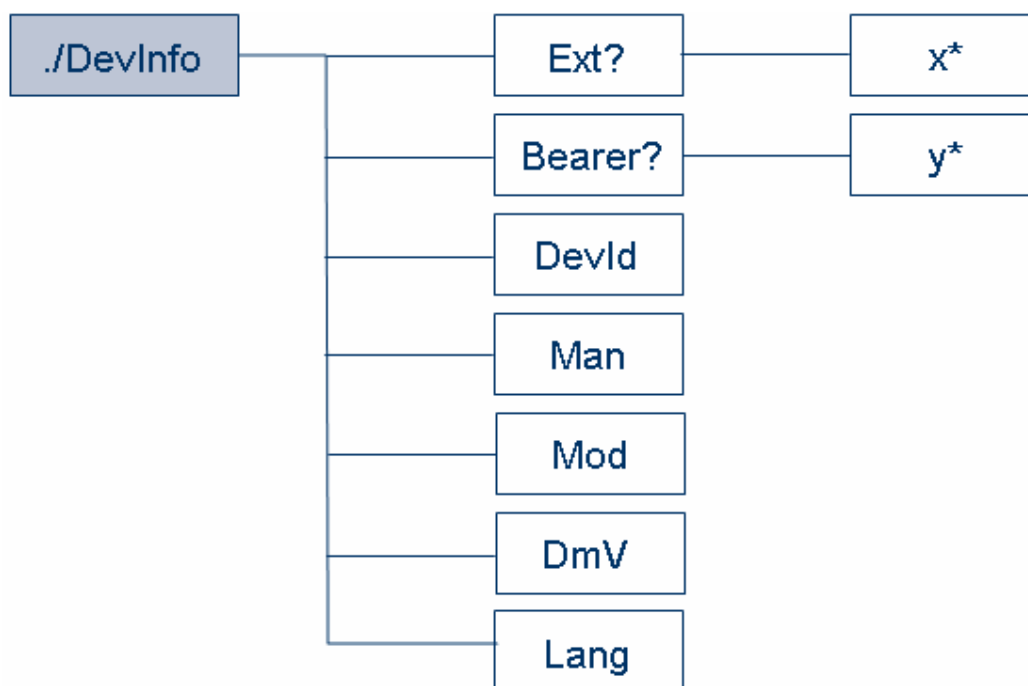 ./DevInfo
Ext?
x*
Bearer?
y*
DevId
Man
Mod
DmV
Lang